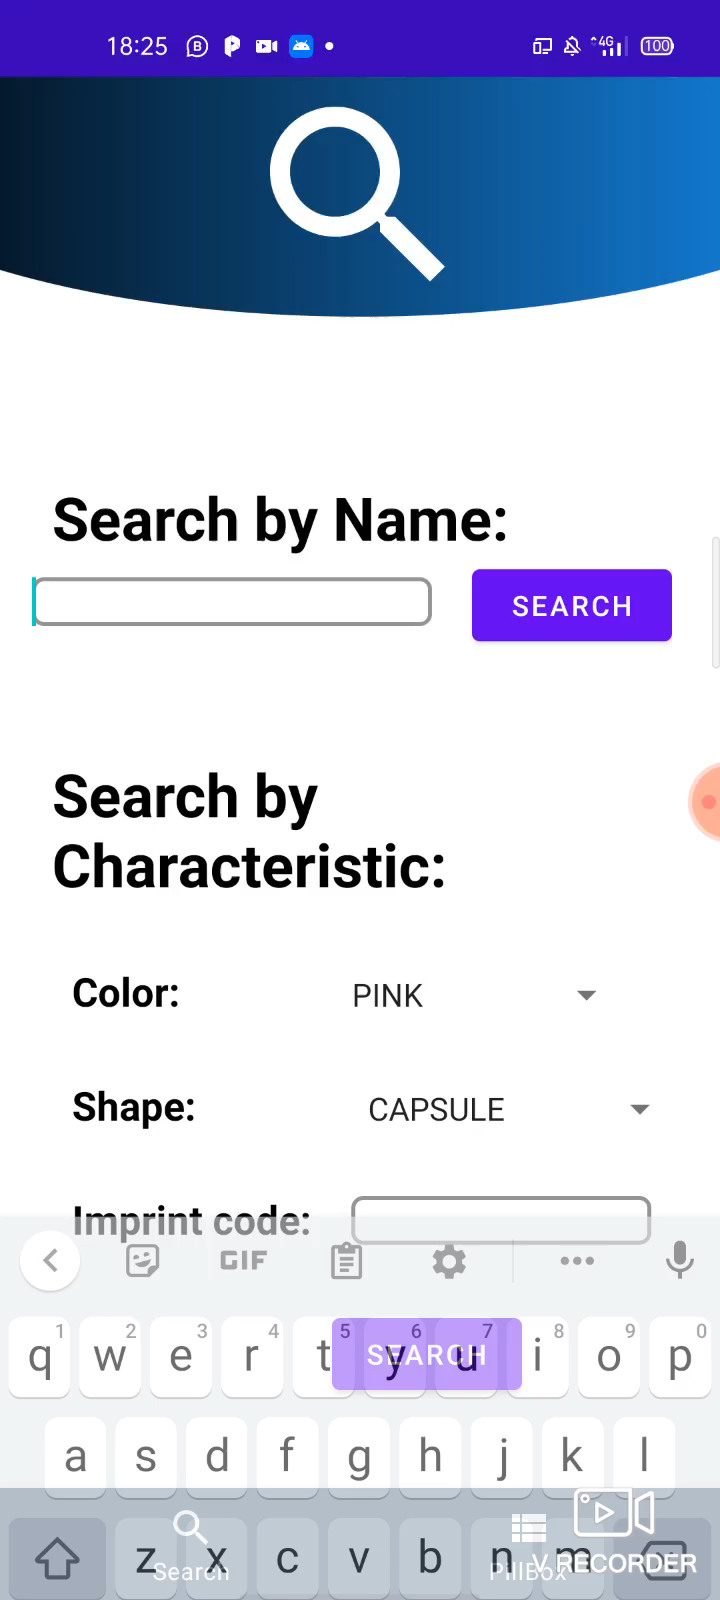 18:25 4G 100
Search by Name:
SEARCH
Search by
Characteristic:
Color: PINK
Shape: CAPSULE
Imprint code:
GIF
1 2 3 4 5 6 7 8 9 0
q w e r t y u i o p
SEARCH
a s d f g h j k l
z x c v b n m
Search PillBox V RECORDER